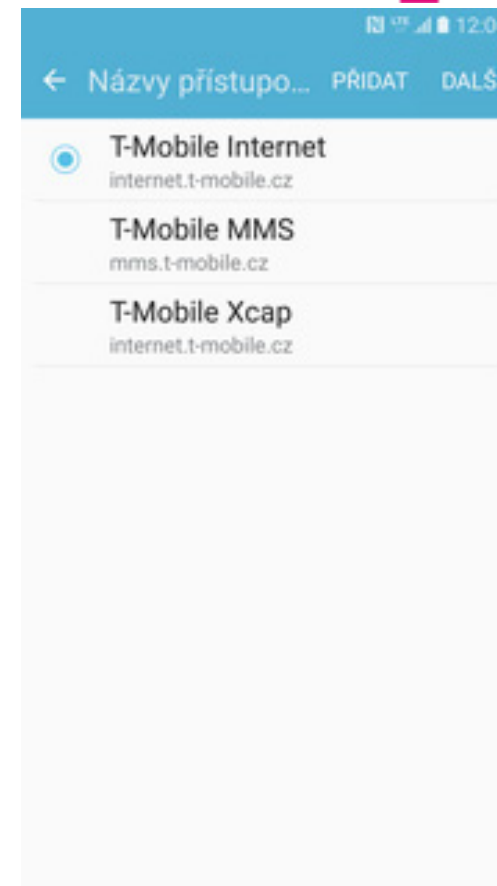 12:0
Názvy přístupo... PŘIDAT DALŠ
T-Mobile Internet
internet.t-mobile.cz
T-Mobile MMS
mms.t-mobile.cz
T-Mobile Xcap
internet.t-mobile.cz